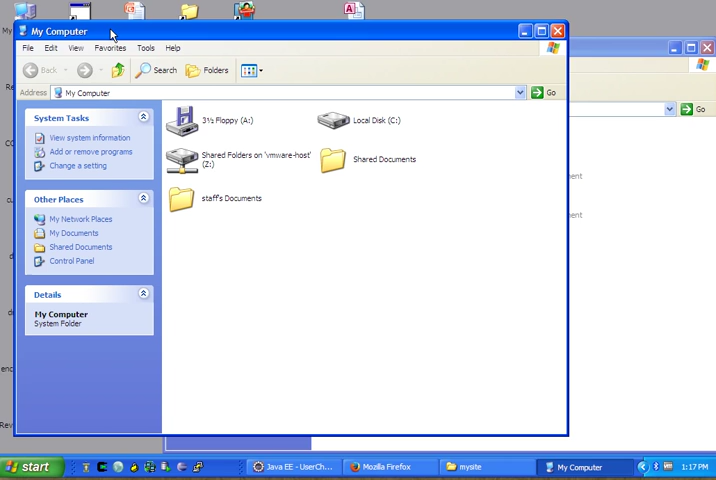 My Computer
File Edit View Favorites Tools Help
Back Search Folders
Address My Computer Go
Go
System Tasks
View system information
Add or remove programs
Change a setting
Other Places
My Network Places
My Documents
Shared Documents
Control Panel
Details
My Computer
System Folder
3½ Floppy (A:) Local Disk (C:)
Shared Folders on 'vmware-host' (Z:) Shared Documents
staff's Documents
ment
ment
start Java EE - UserCh... Mozilla Firefox mysite My Computer 1:17 PM